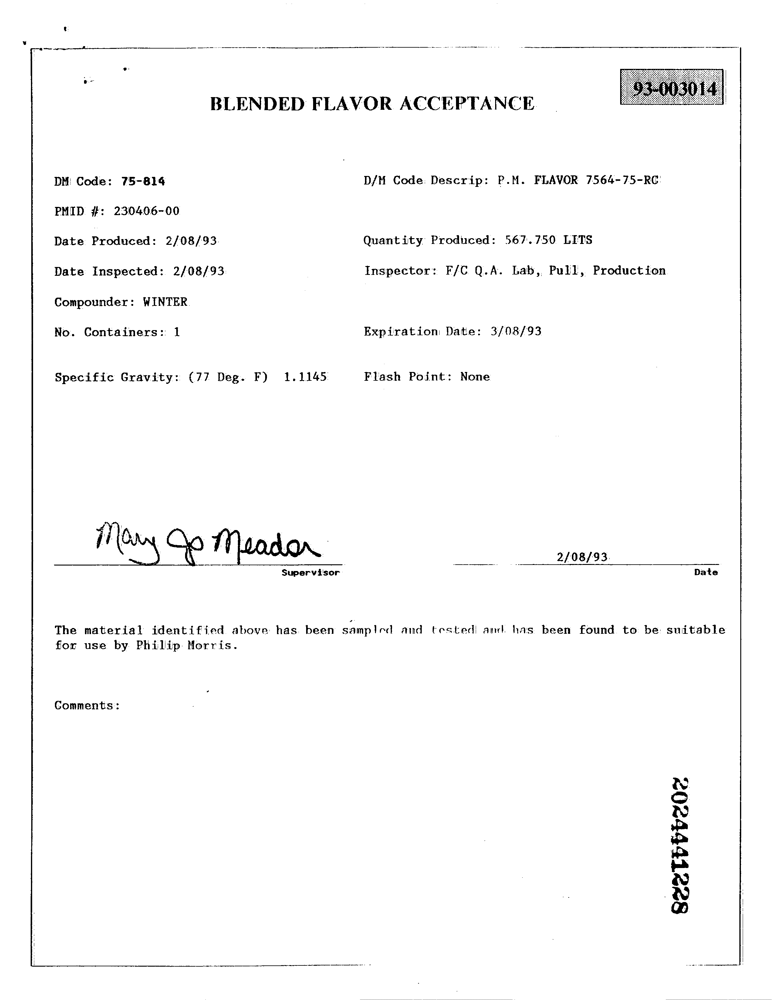 93-003014
BLENDED FLAVOR ACCEPTANCE
DM Code: 75-814 D/M Code Descrip: P.M. FLAVOR 7564-75-RC
PMID #: 230406-00
Date Produced: 2/08/93 Quantity Produced: 567.750 LITS
Date Inspected: 2/08/93 Inspector: F/C Q.A. Lab, Pull, Production
Compounder: WINTER
No. Containers: 1 Expiration Date: 3/08/93
Specific Gravity: (77 Deg. F) 1.1145 Flash Point: None
Mary Jo Meador 2/08/93
Supervisor Date
The material identified above has been sampled and tested and has been found to be suitable
for use by Philip Morris.
Comments:
2024441228